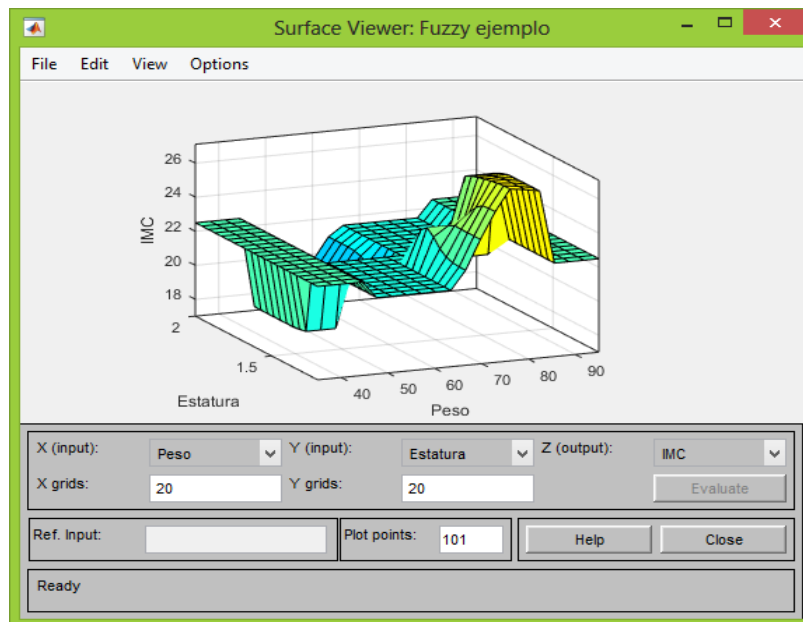 Surface Viewer: Fuzzy ejemplo
File Edit View Options
26
24
22
20
18
IMC
2
1.5
Estatura
40 50 60 70 80 90
Peso
X (input): Peso Y (input): Estatura Z (output): IMC
X grids: 20 Y grids: 20 Evaluate
Ref. Input: Plot points: 101 Help Close
Ready